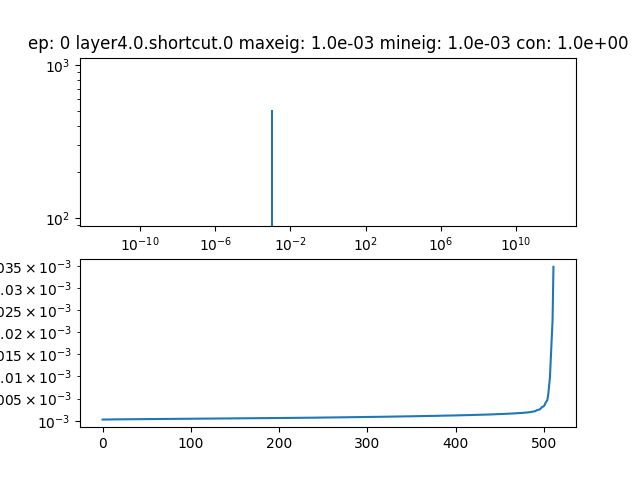 ep: 0 layer4.0.shortcut.0 maxeig: 1.0e-03 mineig: 1.0e-03 con: 1.0e+00
10³
10²
10⁻¹⁰ 10⁻⁶ 10⁻² 10² 10⁶ 10¹⁰
035 × 10⁻³
.03 × 10⁻³
025 × 10⁻³
.02 × 10⁻³
015 × 10⁻³
.01 × 10⁻³
005 × 10⁻³
10⁻³
0 100 200 300 400 500